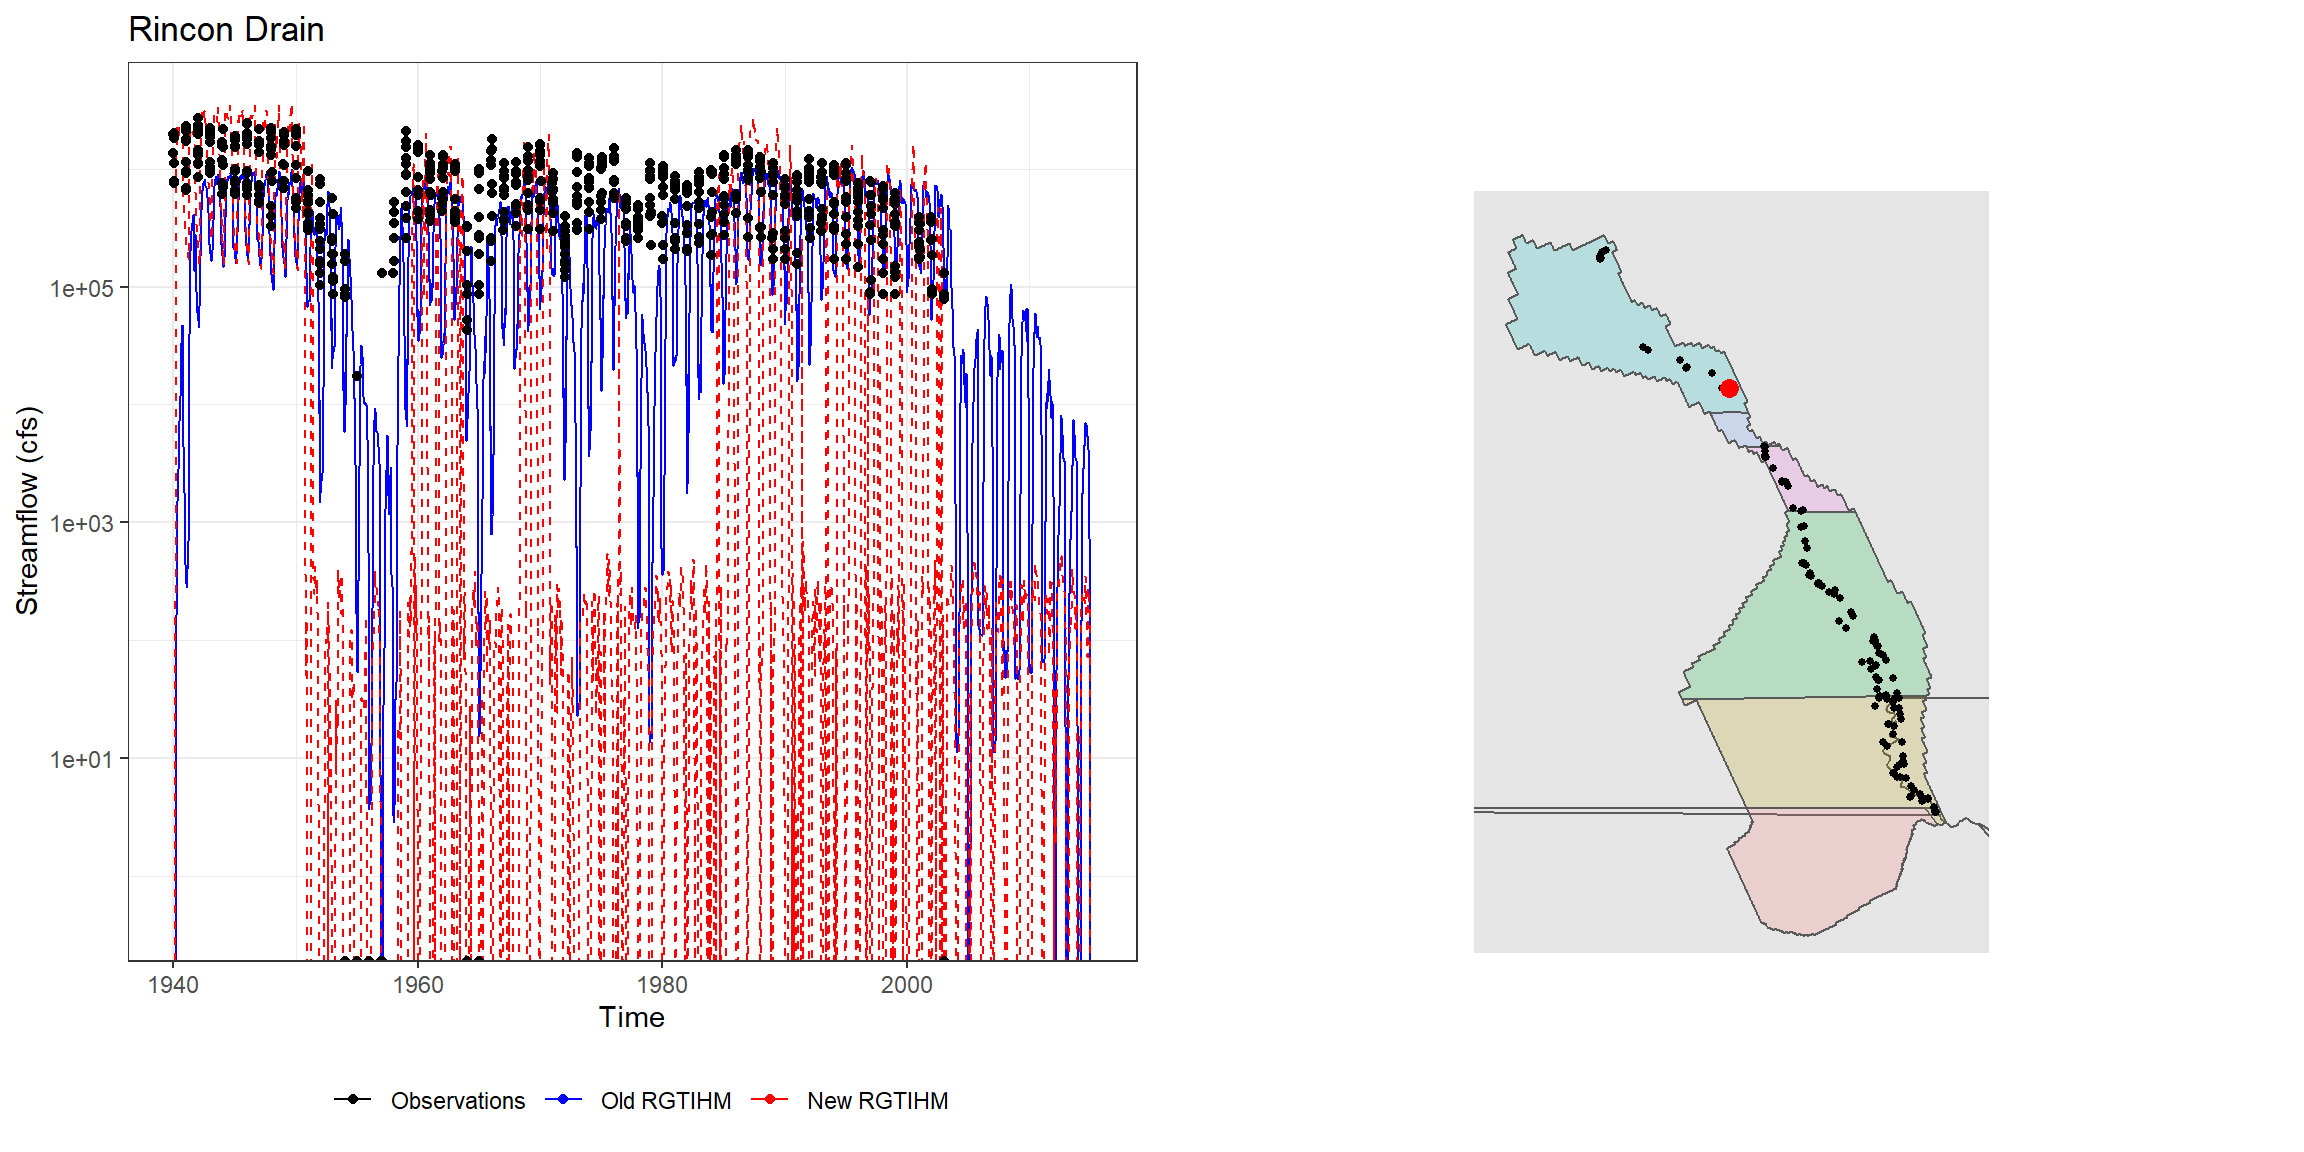 Rincon Drain
Streamflow (cfs)
1e+05
1e+03
1e+01
1940
1960
1980
2000
Time
Observations
Old RGTIHM
New RGTIHM